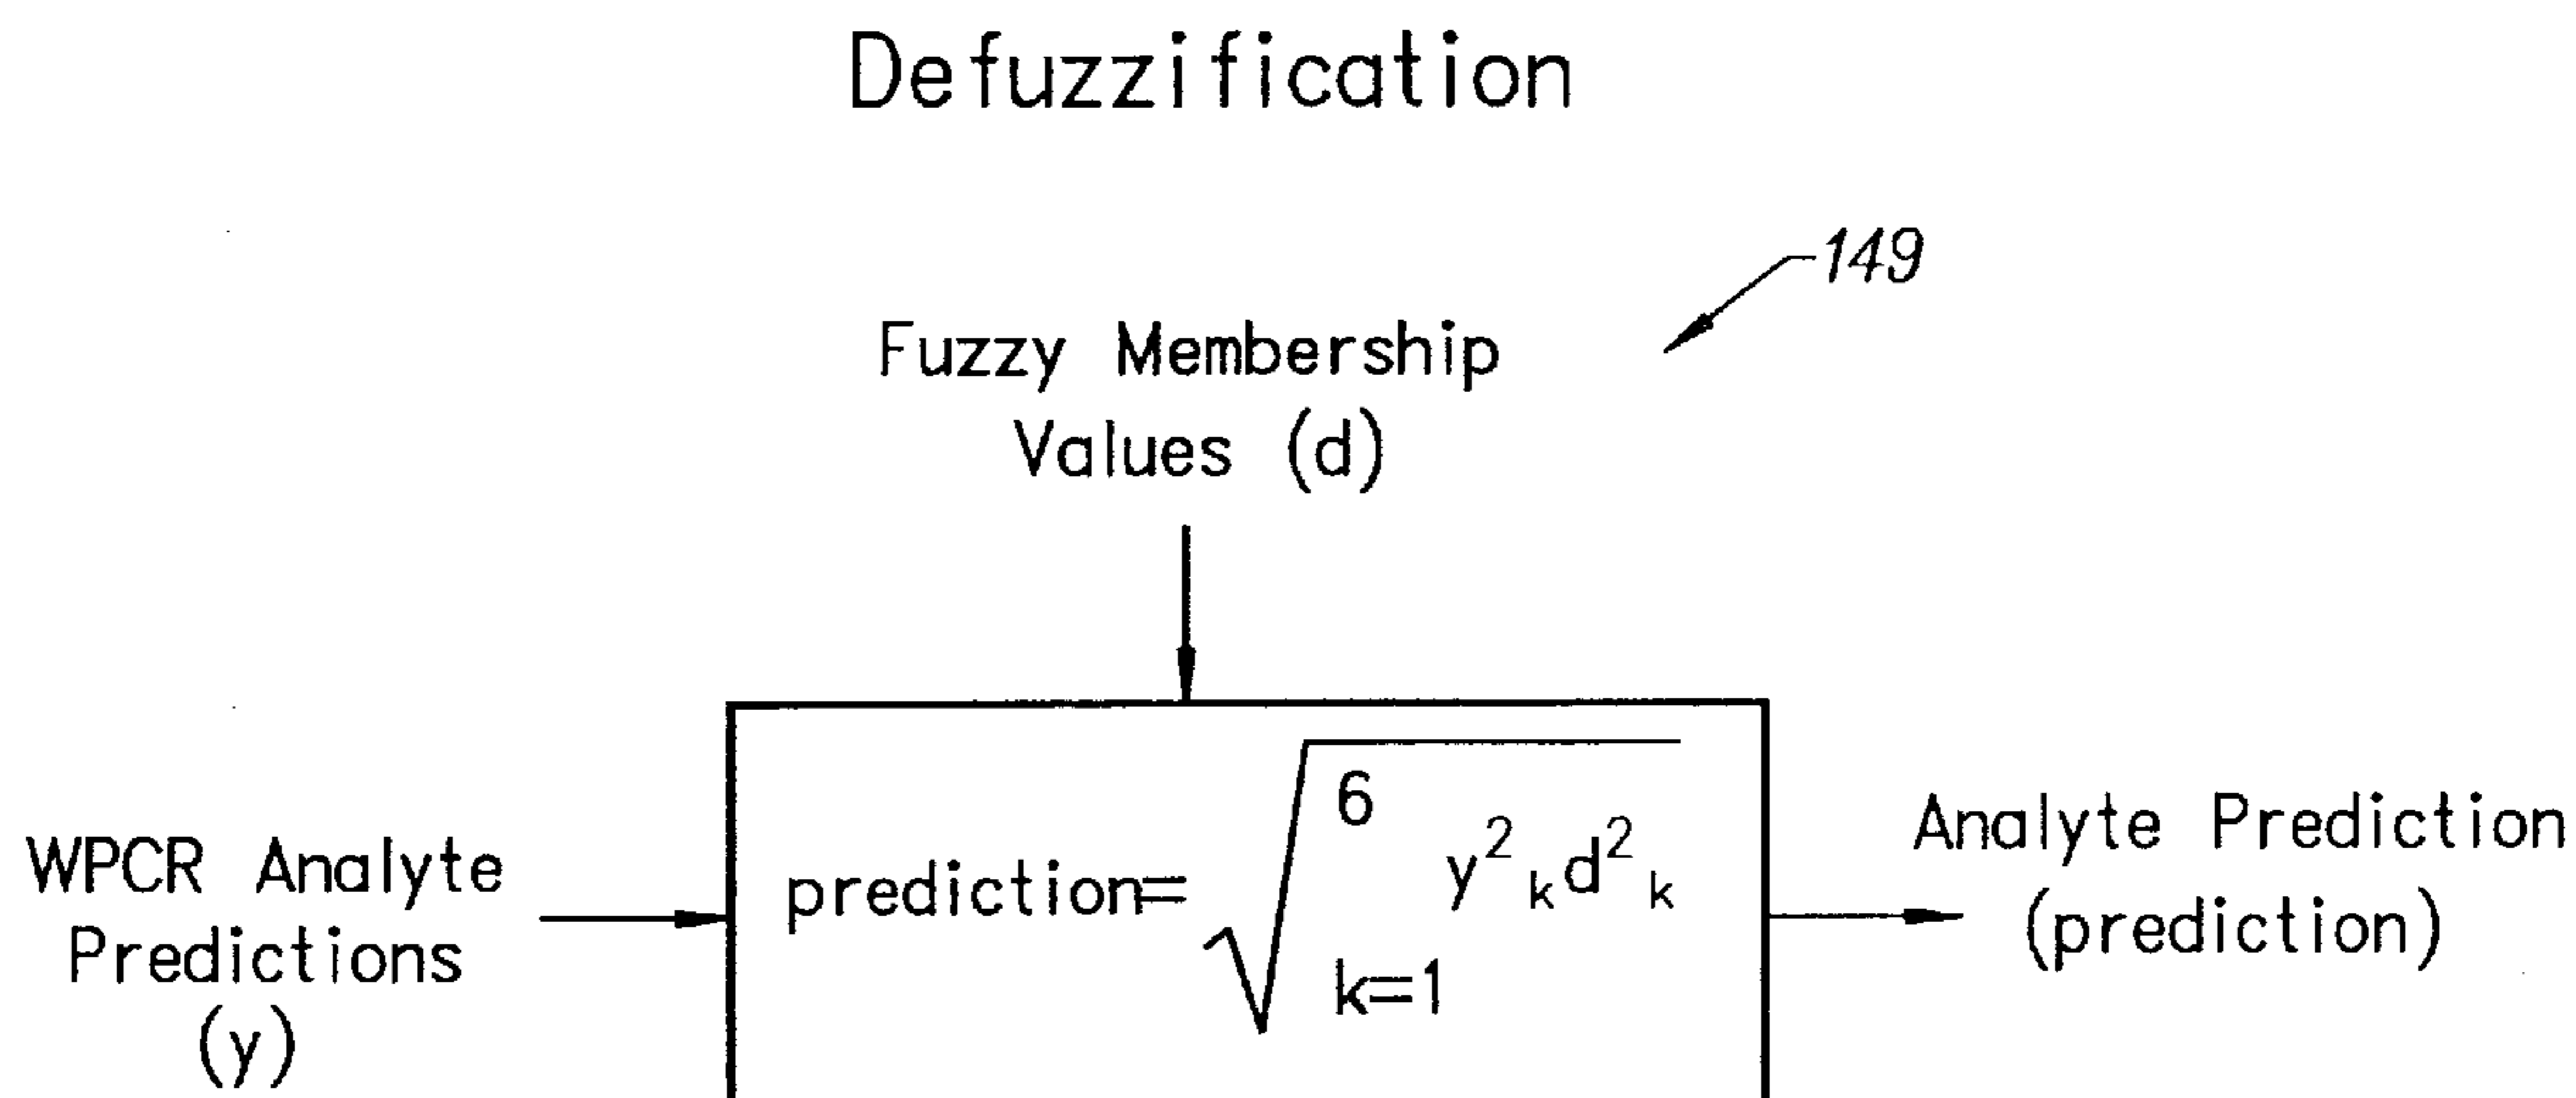 Defuzzification
149
Fuzzy Membership
Values (d)
WPCR Analyte
Predictions
(y)
prediction=√
6
y²ₖd²ₖ
k=1
Analyte Prediction
(prediction)